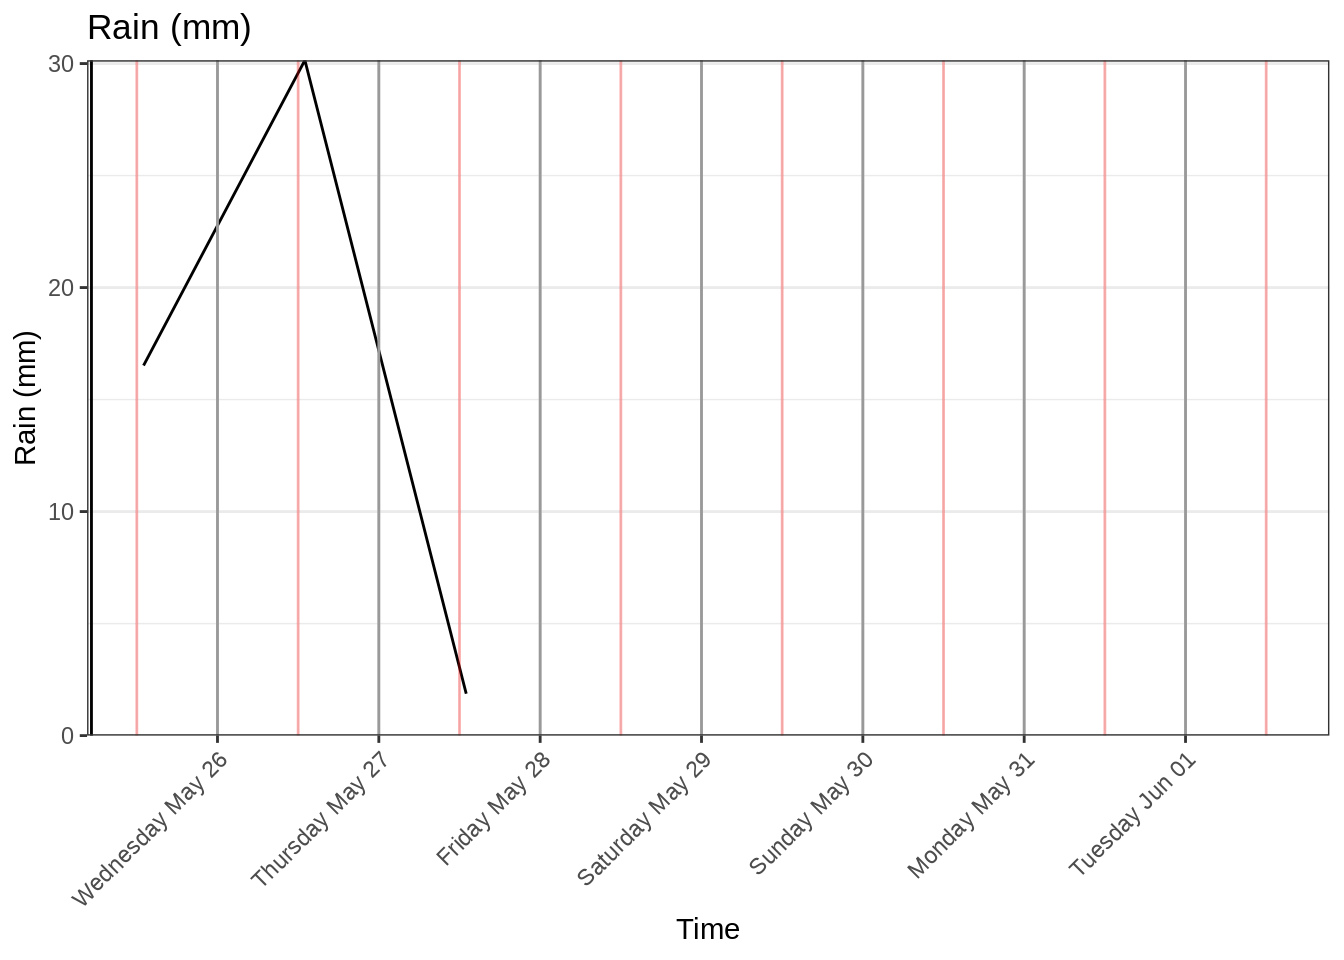 Rain (mm)
Rain (mm)
30
20
10
0
Wednesday May 26
Thursday May 27
Friday May 28
Saturday May 29
Sunday May 30
Monday May 31
Tuesday Jun 01
Time